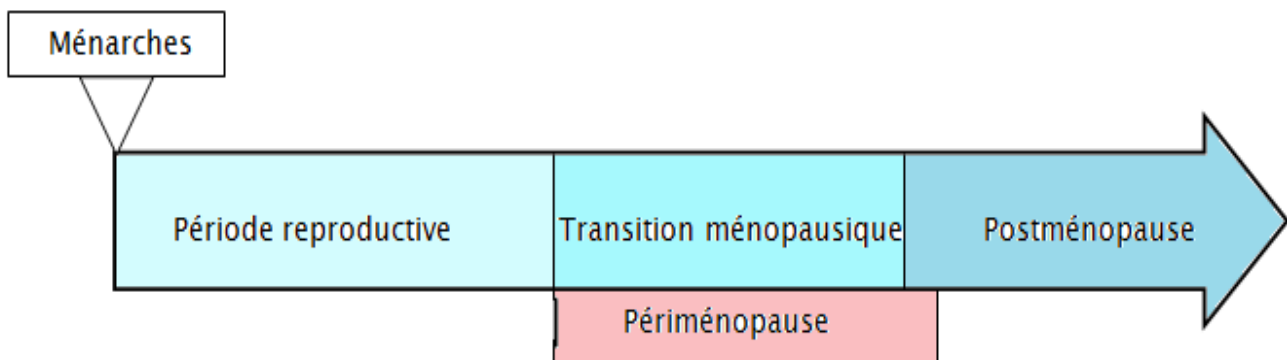 Ménarches
Période reproductive
Transition ménopausique
Postménopause
Périménopause